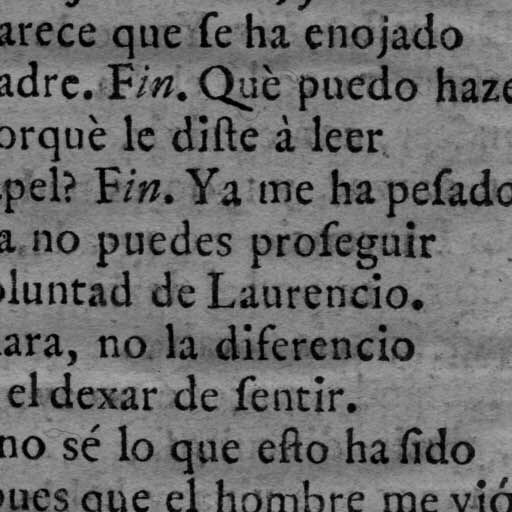 arece que ſe ha enojado
adre. Fin. Què puedo haze
orquè le diſte à leer
pel? Fin. Ya me ha peſado
a no puedes proſeguir
oluntad de Laurencio.
ara, no la diferencio
el dexar de ſentir.
no sé lo que eſto ha ſido
ues que el hombre me vió